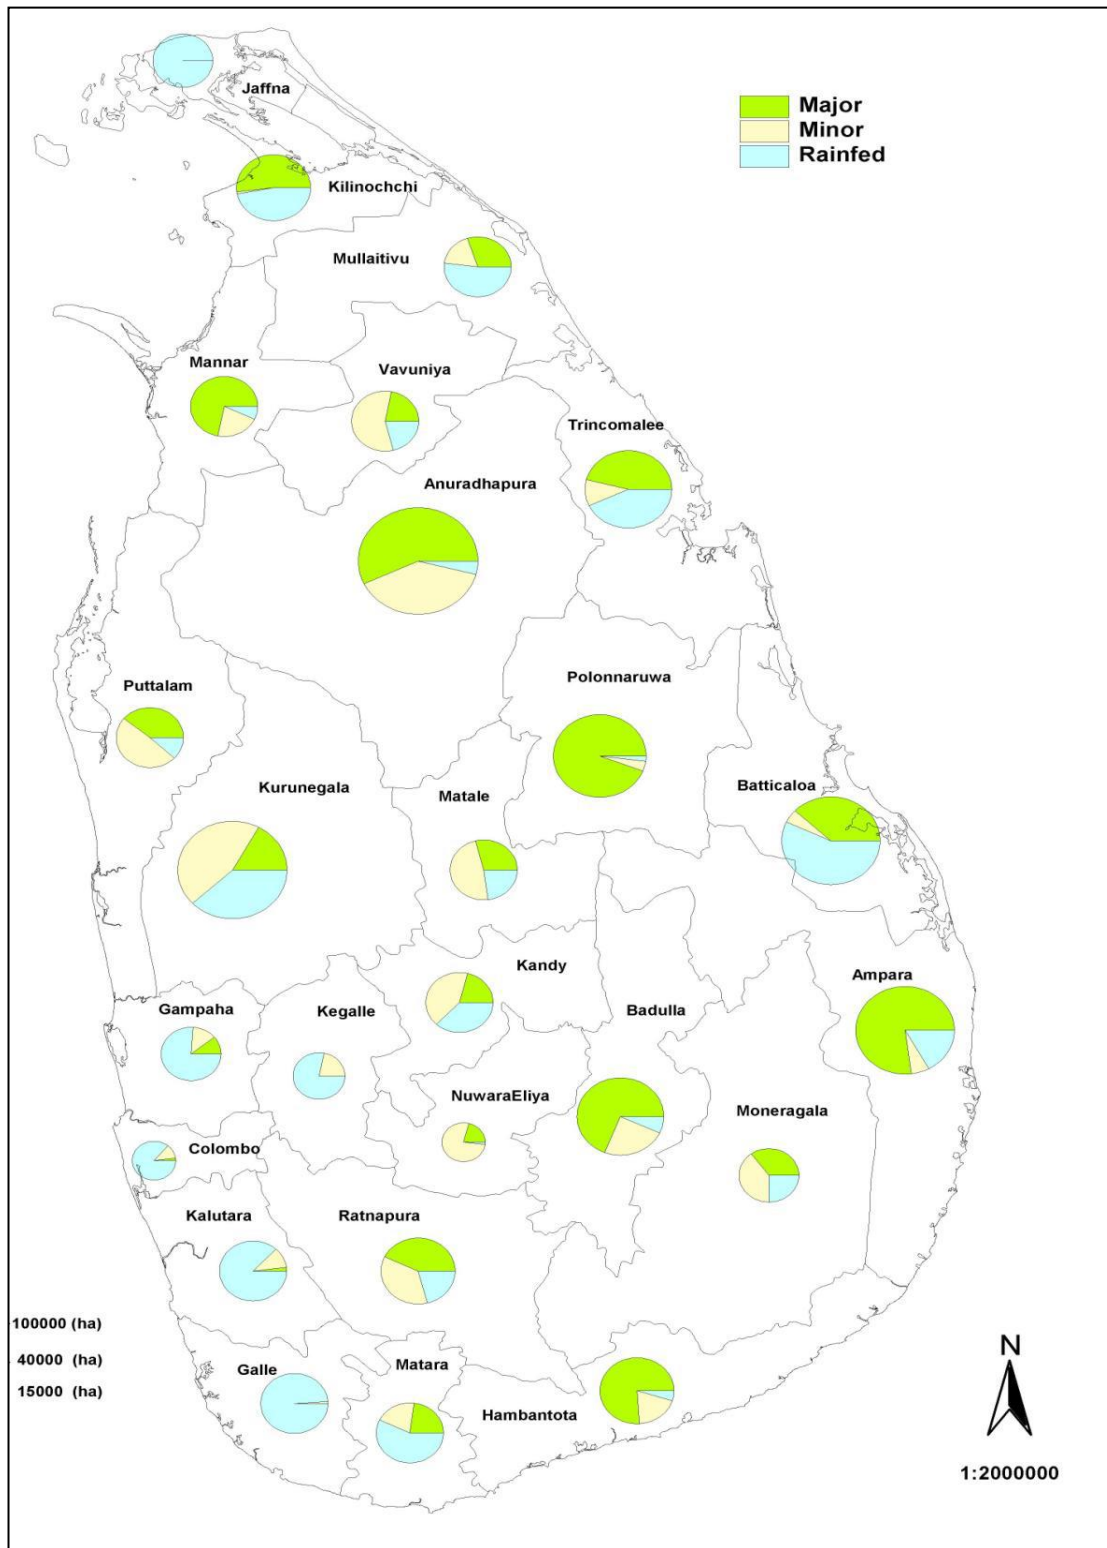 Major
Minor
Rainfed
Jaffna
Kilinochchi
Mullaitivu
Mannar
Vavuniya
Trincomalee
Anuradhapura
Polonnaruwa
Puttalam
Kurunegala
Matale
Batticaloa
Kandy
Ampara
Gampaha
Kegalle
Badulla
NuwaraEliya
Moneragala
Colombo
Kalutara
Ratnapura
100000 (ha)
40000 (ha)
15000 (ha)
Galle
Matara
Hambantota
N
1:2000000